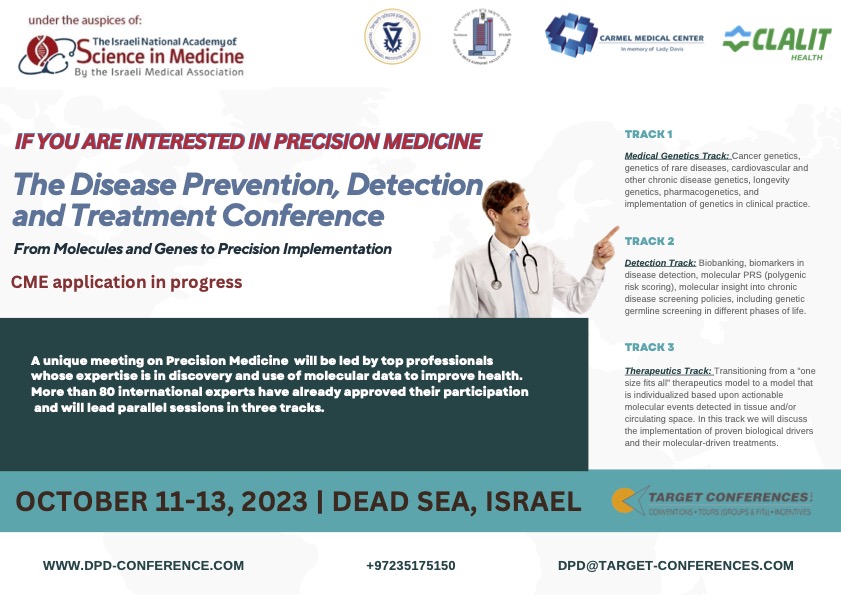 under the auspices of:
The Israeli National Academy of
Science in Medicine
By the Israeli Medical Association
CARMEL MEDICAL CENTER
In memory of Lady Davis
CLALIT
HEALTH
IF YOU ARE INTERESTED IN PRECISION MEDICINE
The Disease Prevention, Detection
and Treatment Conference
From Molecules and Genes to Precision Implementation
CME application in progress
A unique meeting on Precision Medicine will be led by top professionals
whose expertise is in discovery and use of molecular data to improve health.
More than 80 international experts have already approved their participation
and will lead parallel sessions in three tracks.
TRACK 1
Medical Genetics Track: Cancer genetics,
genetics of rare diseases, cardiovascular and
other chronic disease genetics, longevity
genetics, pharmacogenetics, and
implementation of genetics in clinical practice.
TRACK 2
Detection Track: Biobanking, biomarkers in
disease detection, molecular PRS (polygenic
risk scoring), molecular insight into chronic
disease screening policies, including genetic
germline screening in different phases of life.
TRACK 3
Therapeutics Track: Transitioning from a “one
size fits all” therapeutics model to a model that
is individualized based upon actionable
molecular events detected in tissue and/or
circulating space. In this track we will discuss
the implementation of proven biological drivers
and their molecular-driven treatments.
OCTOBER 11-13, 2023 | DEAD SEA, ISRAEL
TARGET CONFERENCES
CONVENTIONS • TOURS (GROUPS & FITs) • INCENTIVES
WWW.DPD-CONFERENCE.COM
+97235175150
DPD@TARGET-CONFERENCES.COM